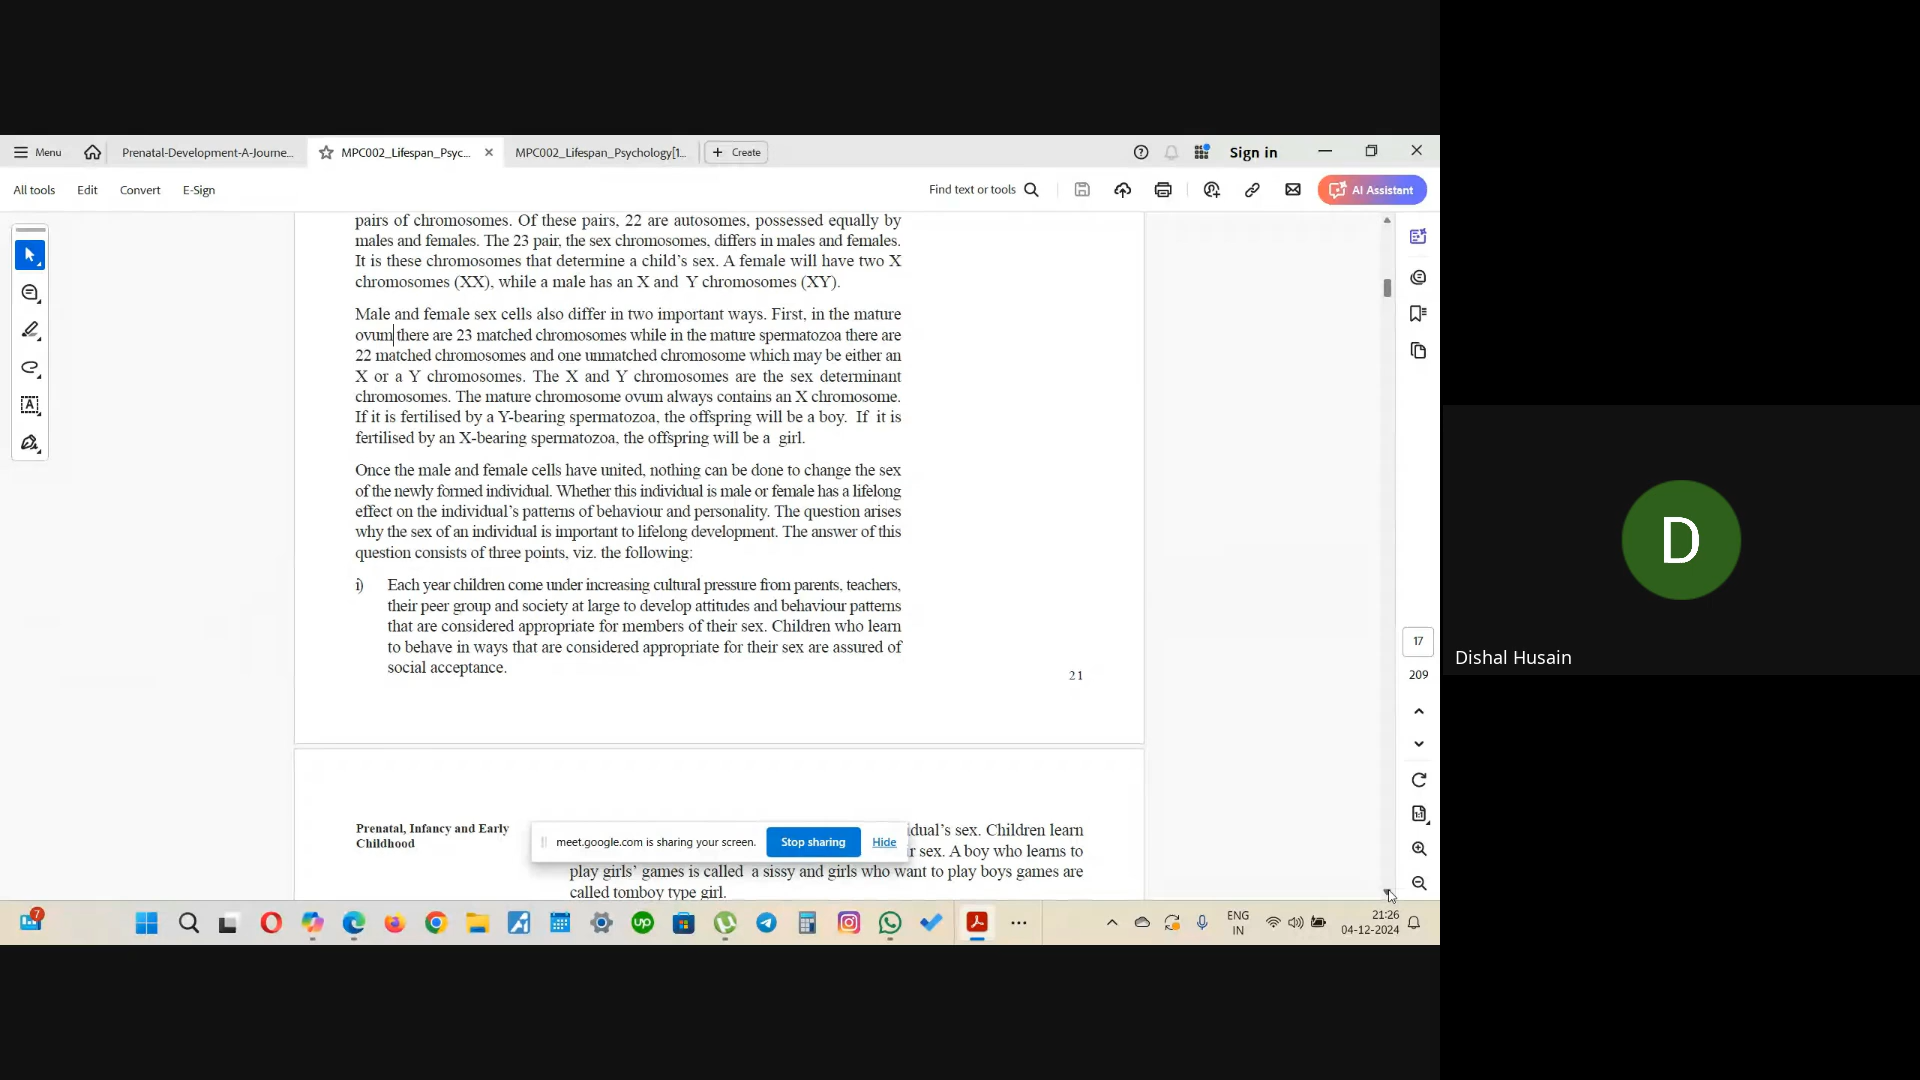 Menu
Prenatal-Development-A-Journe...
MPC002_Lifespan_Psyc...
MPC002_Lifespan_Psychology[1...
Create
Sign in
All tools
Edit
Convert
E-Sign
Find text or tools
AI Assistant
pairs of chromosomes. Of these pairs, 22 are autosomes, possessed equally by
males and females. The 23 pair, the sex chromosomes, differs in males and females.
It is these chromosomes that determine a child's sex. A female will have two X
chromosomes (XX), while a male has an X and Y chromosomes (XY).
Male and female sex cells also differ in two important ways. First, in the mature
ovum there are 23 matched chromosomes while in the mature spermatozoa there are
22 matched chromosomes and one unmatched chromosome which may be either an
X or a Y chromosomes. The X and Y chromosomes are the sex determinant
chromosomes. The mature chromosome ovum always contains an X chromosome.
If it is fertilised by a Y-bearing spermatozoa, the offspring will be a boy. If it is
fertilised by an X-bearing spermatozoa, the offspring will be a girl.
Once the male and female cells have united, nothing can be done to change the sex
of the newly formed individual. Whether this individual is male or female has a lifelong
effect on the individual's patterns of behaviour and personality. The question arises
why the sex of an individual is important to lifelong development. The answer of this
question consists of three points, viz. the following:
i) Each year children come under increasing cultural pressure from parents, teachers,
their peer group and society at large to develop attitudes and behaviour patterns
that are considered appropriate for members of their sex. Children who learn
to behave in ways that are considered appropriate for their sex are assured of
social acceptance.
21
17
209
Prenatal, Infancy and Early
Childhood
idual's sex. Children learn
r sex. A boy who learns to
play girls' games is called a sissy and girls who want to play boys games are
called tomboy type girl.
meet.google.com is sharing your screen.
Stop sharing
Hide
7
up
ENG
IN
21:26
04-12-2024
D
Dishal Husain